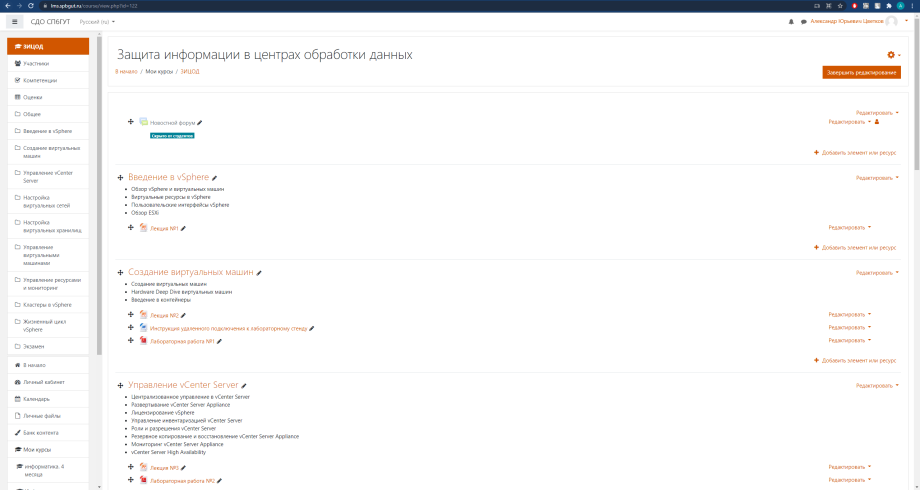 lms.spbgut.ru/course/view.php?id=122
СДО СПбГУТ Русский (ru)
Александр Юрьевич Цветков
ЗИЦОД
Участники
Компетенции
Оценки
Общее
Введение в vSphere
Создание виртуальных
машин
Управление vCenter
Server
Настройка
виртуальных сетей
Настройка
виртуальных хранилищ
Управление
виртуальными
машинами
Управление ресурсами
и мониторинг
Кластеры в vSphere
Жизненный цикл
vSphere
Экзамен
В начало
Личный кабинет
Календарь
Личные файлы
Банк контента
Мои курсы
информатика. 4
месяца
Защита информации в центрах обработки данных
В начало / Мои курсы / ЗИЦОД
Завершить редактирование
Редактировать
Новостной форум
Редактировать
Скрыто от студентов
Добавить элемент или ресурс
Введение в vSphere
Редактировать
Обзор vSphere и виртуальных машин
Виртуальные ресурсы в vSphere
Пользовательские интерфейсы vSphere
Обзор ESXi
Лекция №1
Редактировать
Добавить элемент или ресурс
Создание виртуальных машин
Редактировать
Создание виртуальных машин
Hardware Deep Dive виртуальных машин
Введение в контейнеры
Лекция №2
Редактировать
Инструкция удаленного подключения к лабораторному стенду
Редактировать
Лабораторная работа №1
Редактировать
Добавить элемент или ресурс
Управление vCenter Server
Редактировать
Централизованное управление в vCenter Server
Развертывание vCenter Server Appliance
Лицензирование vSphere
Управление инвентаризацией vCenter Server
Роли и разрешения vCenter Server
Резервное копирование и восстановление vCenter Server Appliance
Мониторинг vCenter Server Appliance
vCenter Server High Availability
Лекция №3
Редактировать
Лабораторная работа №2
Редактировать